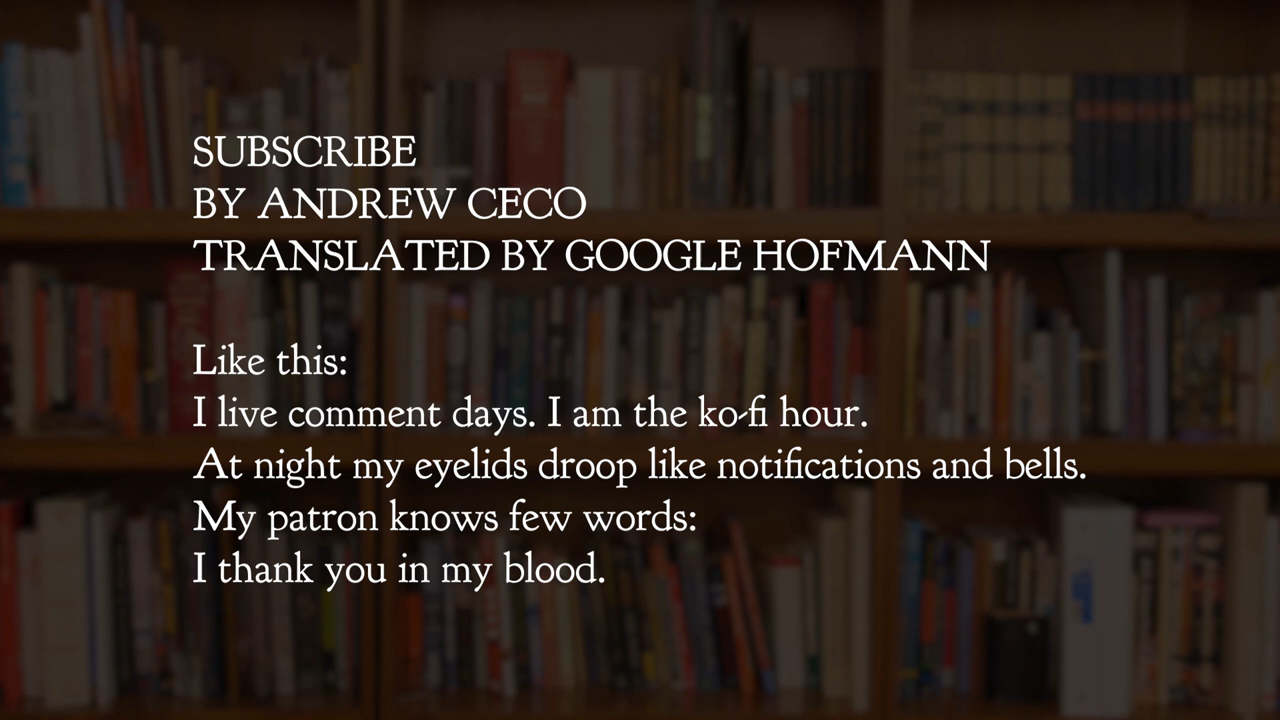 SUBSCRIBE
BY ANDREW CECO
TRANSLATED BY GOOGLE HOFMANN
Like this:
I live comment days. I am the ko-fi hour.
At night my eyelids droop like notifications and bells.
My patron knows few words:
I thank you in my blood.